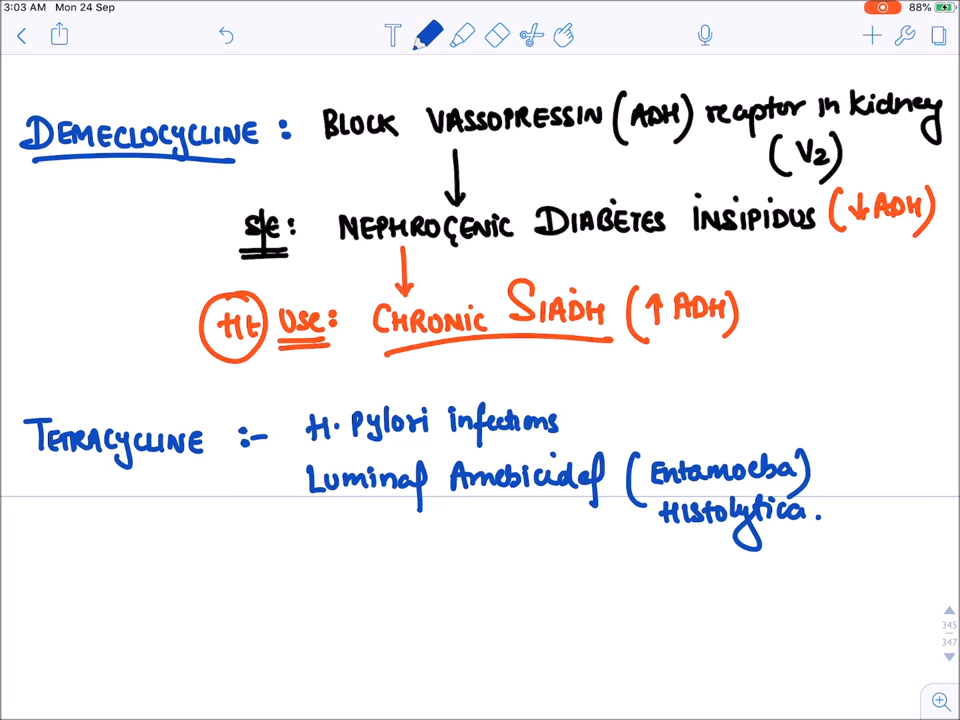 3:03 AM Mon 24 Sep 88%
DEMECLOCYCLINE : BLOCK VASSOPRESSIN (ADH) receptor in kidney
(V2)
S/E : NEPHROGENIC DIABETES INSIPIDUS (↓ ADH)
USE : CHRONIC SIADH (↑ ADH)
TETRACYCLINE :- H. Pylori infections
Luminal Amebicidal (Entamoeba)
Histolytica.
345
347